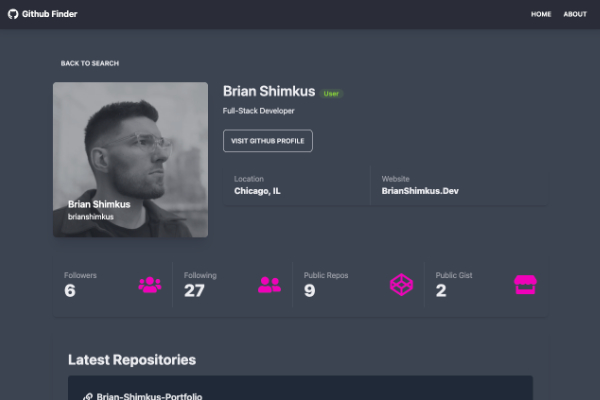 Github Finder
HOME ABOUT
BACK TO SEARCH
Brian Shimkus User
Full-Stack Developer
VISIT GITHUB PROFILE
Location
Chicago, IL
Website
BrianShimkus.Dev
Brian Shimkus
brianshimkus
Followers
6
Following
27
Public Repos
9
Public Gist
2
Latest Repositories
Brian-Shimkus-Portfolio